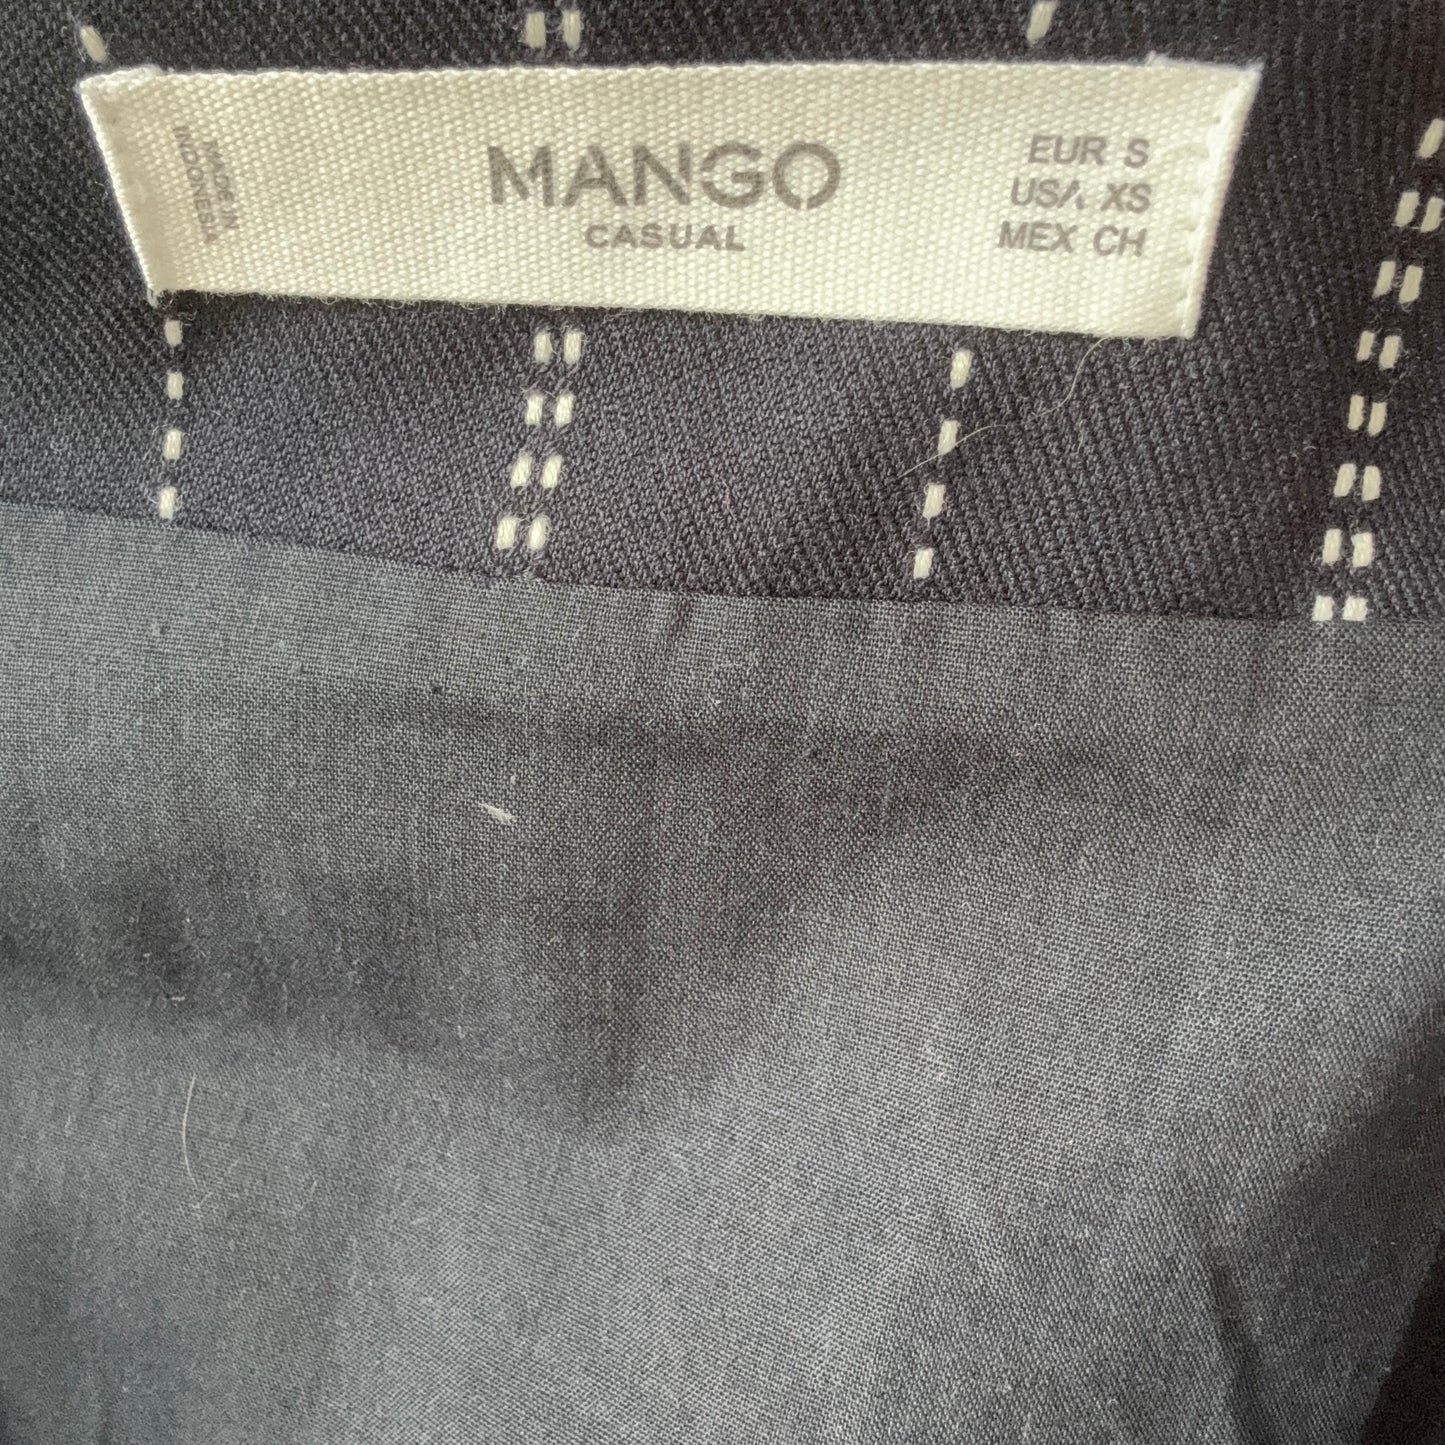 MADE IN
INDONESIA
MANGO
CASUAL
EUR S
USA XS
MEX CH